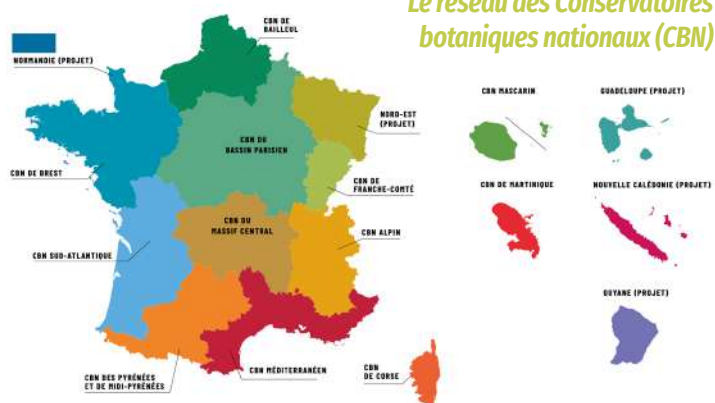 Le réseau des Conservatoires
botaniques nationaux (CBN)
CBN DE
BAILLEUL
NORMANDIE (PROJET)
CBN MASCARIN
GUADELOUPE (PROJET)
NORD-EST
(PROJET)
CBN DU
BASSIN PARISIEN
CBN DE BREST
CBN DE
FRANCHE-COMTÉ
CBN DE MARTINIQUE
NOUVELLE CALÉDONIE (PROJET)
CBN DU
MASSIF CENTRAL
CBN ALPIN
CBN SUD-ATLANTIQUE
GUYANE (PROJET)
CBN DES PYRÉNÉES
ET DE MIDI-PYRÉNÉES
CBN MÉDITERRANÉEN
CBN
DE CORSE